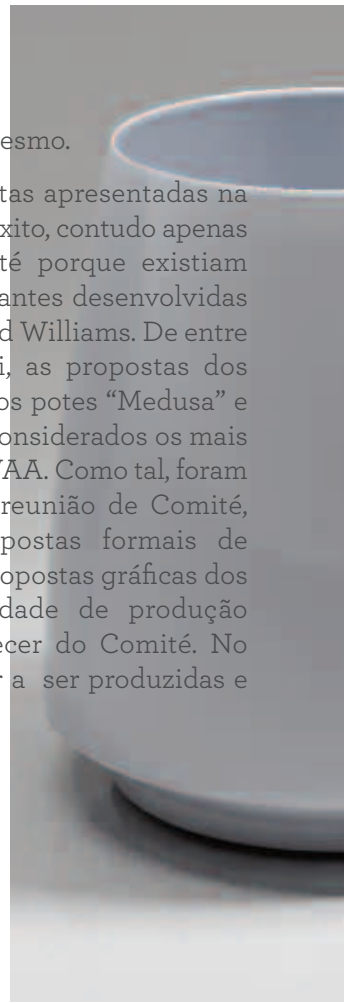 esmo.
tas apresentadas na
xito, contudo apenas
té porque existiam
antes desenvolvidas
d Williams. De entre
i, as propostas dos
os potes “Medusa” e
onsiderados os mais
VAA. Como tal, foram
reunião de Comité,
postas formais de
opostas gráficas dos
dade de produção
ecer do Comité. No
r a ser produzidas e